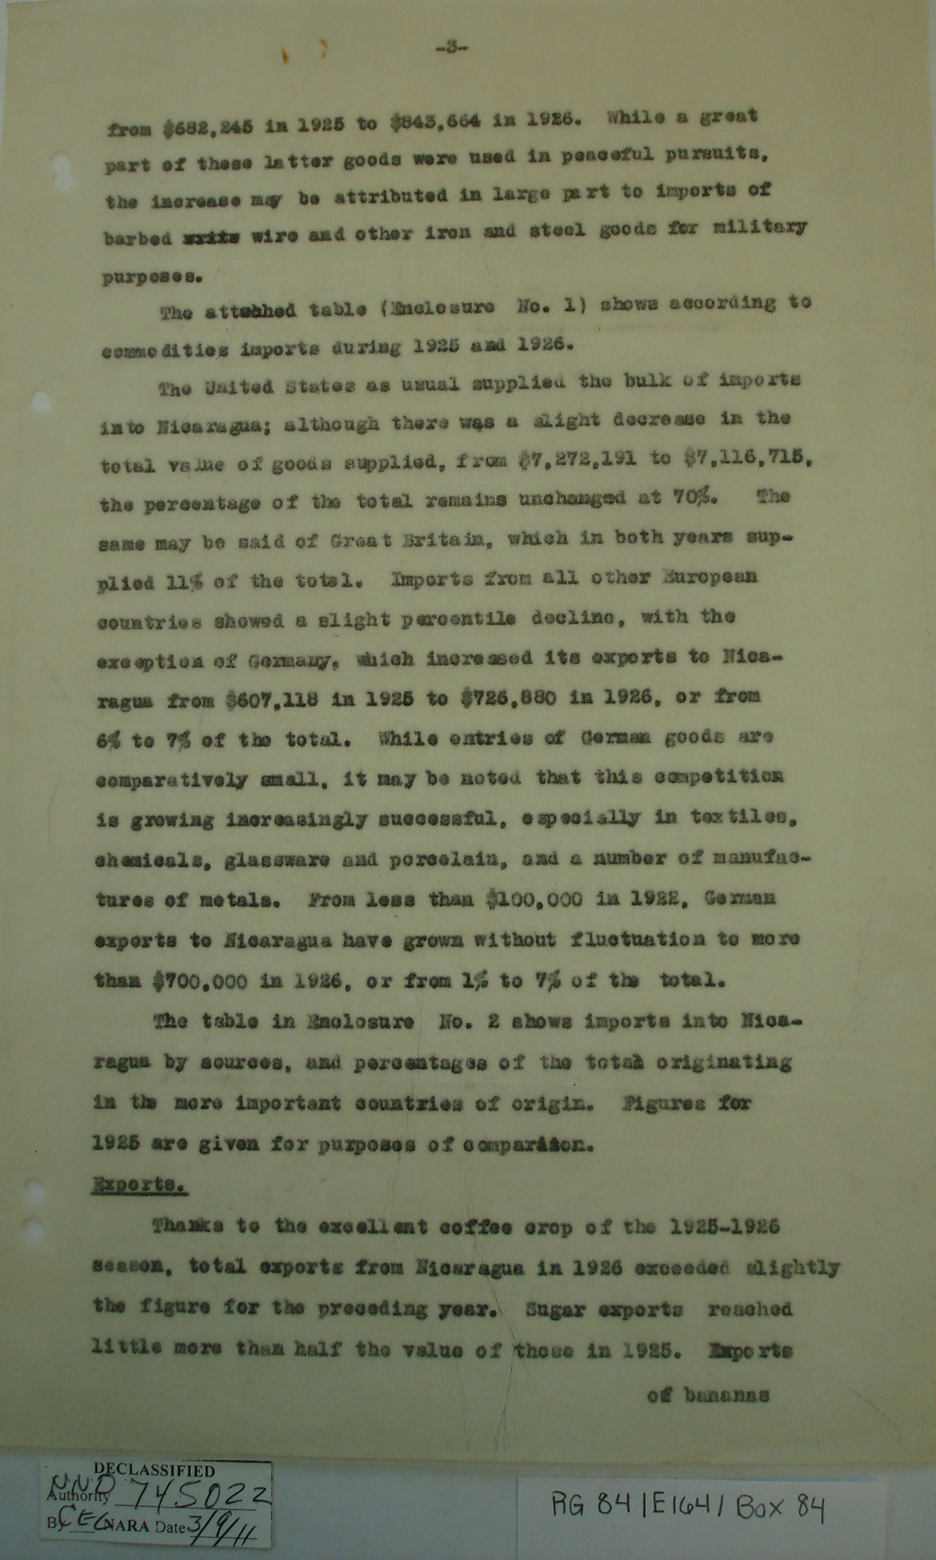 -3-
from $682,245 in 1925 to $843,664 in 1926. While a great
part of these latter goods were used in peaceful pursuits,
the increase may be attributed in large part to imports of
barbed wire and other iron and steel goods for military
purposes.
The attached table (Enclosure No. 1) shows according to
commodities imports during 1925 and 1926.
The United States as usual supplied the bulk of imports
into Nicaragua; although there was a slight decrease in the
total value of goods supplied, from $7,272,191 to $7,116,715,
the percentage of the total remains unchanged at 70%. The
same may be said of Great Britain, which in both years sup-
plied 11% of the total. Imports from all other European
countries showed a slight percentile decline, with the
exception of Germany, which increased its exports to Nica-
ragua from $607,118 in 1925 to $726,880 in 1926, or from
6% to 7% of the total. While entries of German goods are
comparatively small, it may be noted that this competition
is growing increasingly successful, especially in textiles,
chemicals, glassware and porcelain, and a number of manufac-
tures of metals. From less than $100,000 in 1922, German
exports to Nicaragua have grown without fluctuation to more
than $700,000 in 1926, or from 1% to 7% of the total.
The table in Enclosure No. 2 shows imports into Nica-
ragua by sources, and percentages of the total originating
in the more important countries of origin. Figures for
1925 are given for purposes of comparison.
Exports.
Thanks to the excellent coffee crop of the 1925-1926
season, total exports from Nicaragua in 1926 exceeded slightly
the figure for the preceding year. Sugar exports reached
little more than half the value of those in 1925. Exports
of bananas
DECLASSIFIED
Authority NND 745022
By CEG NARA Date 3/9/11
RG 84/E164/Box 84